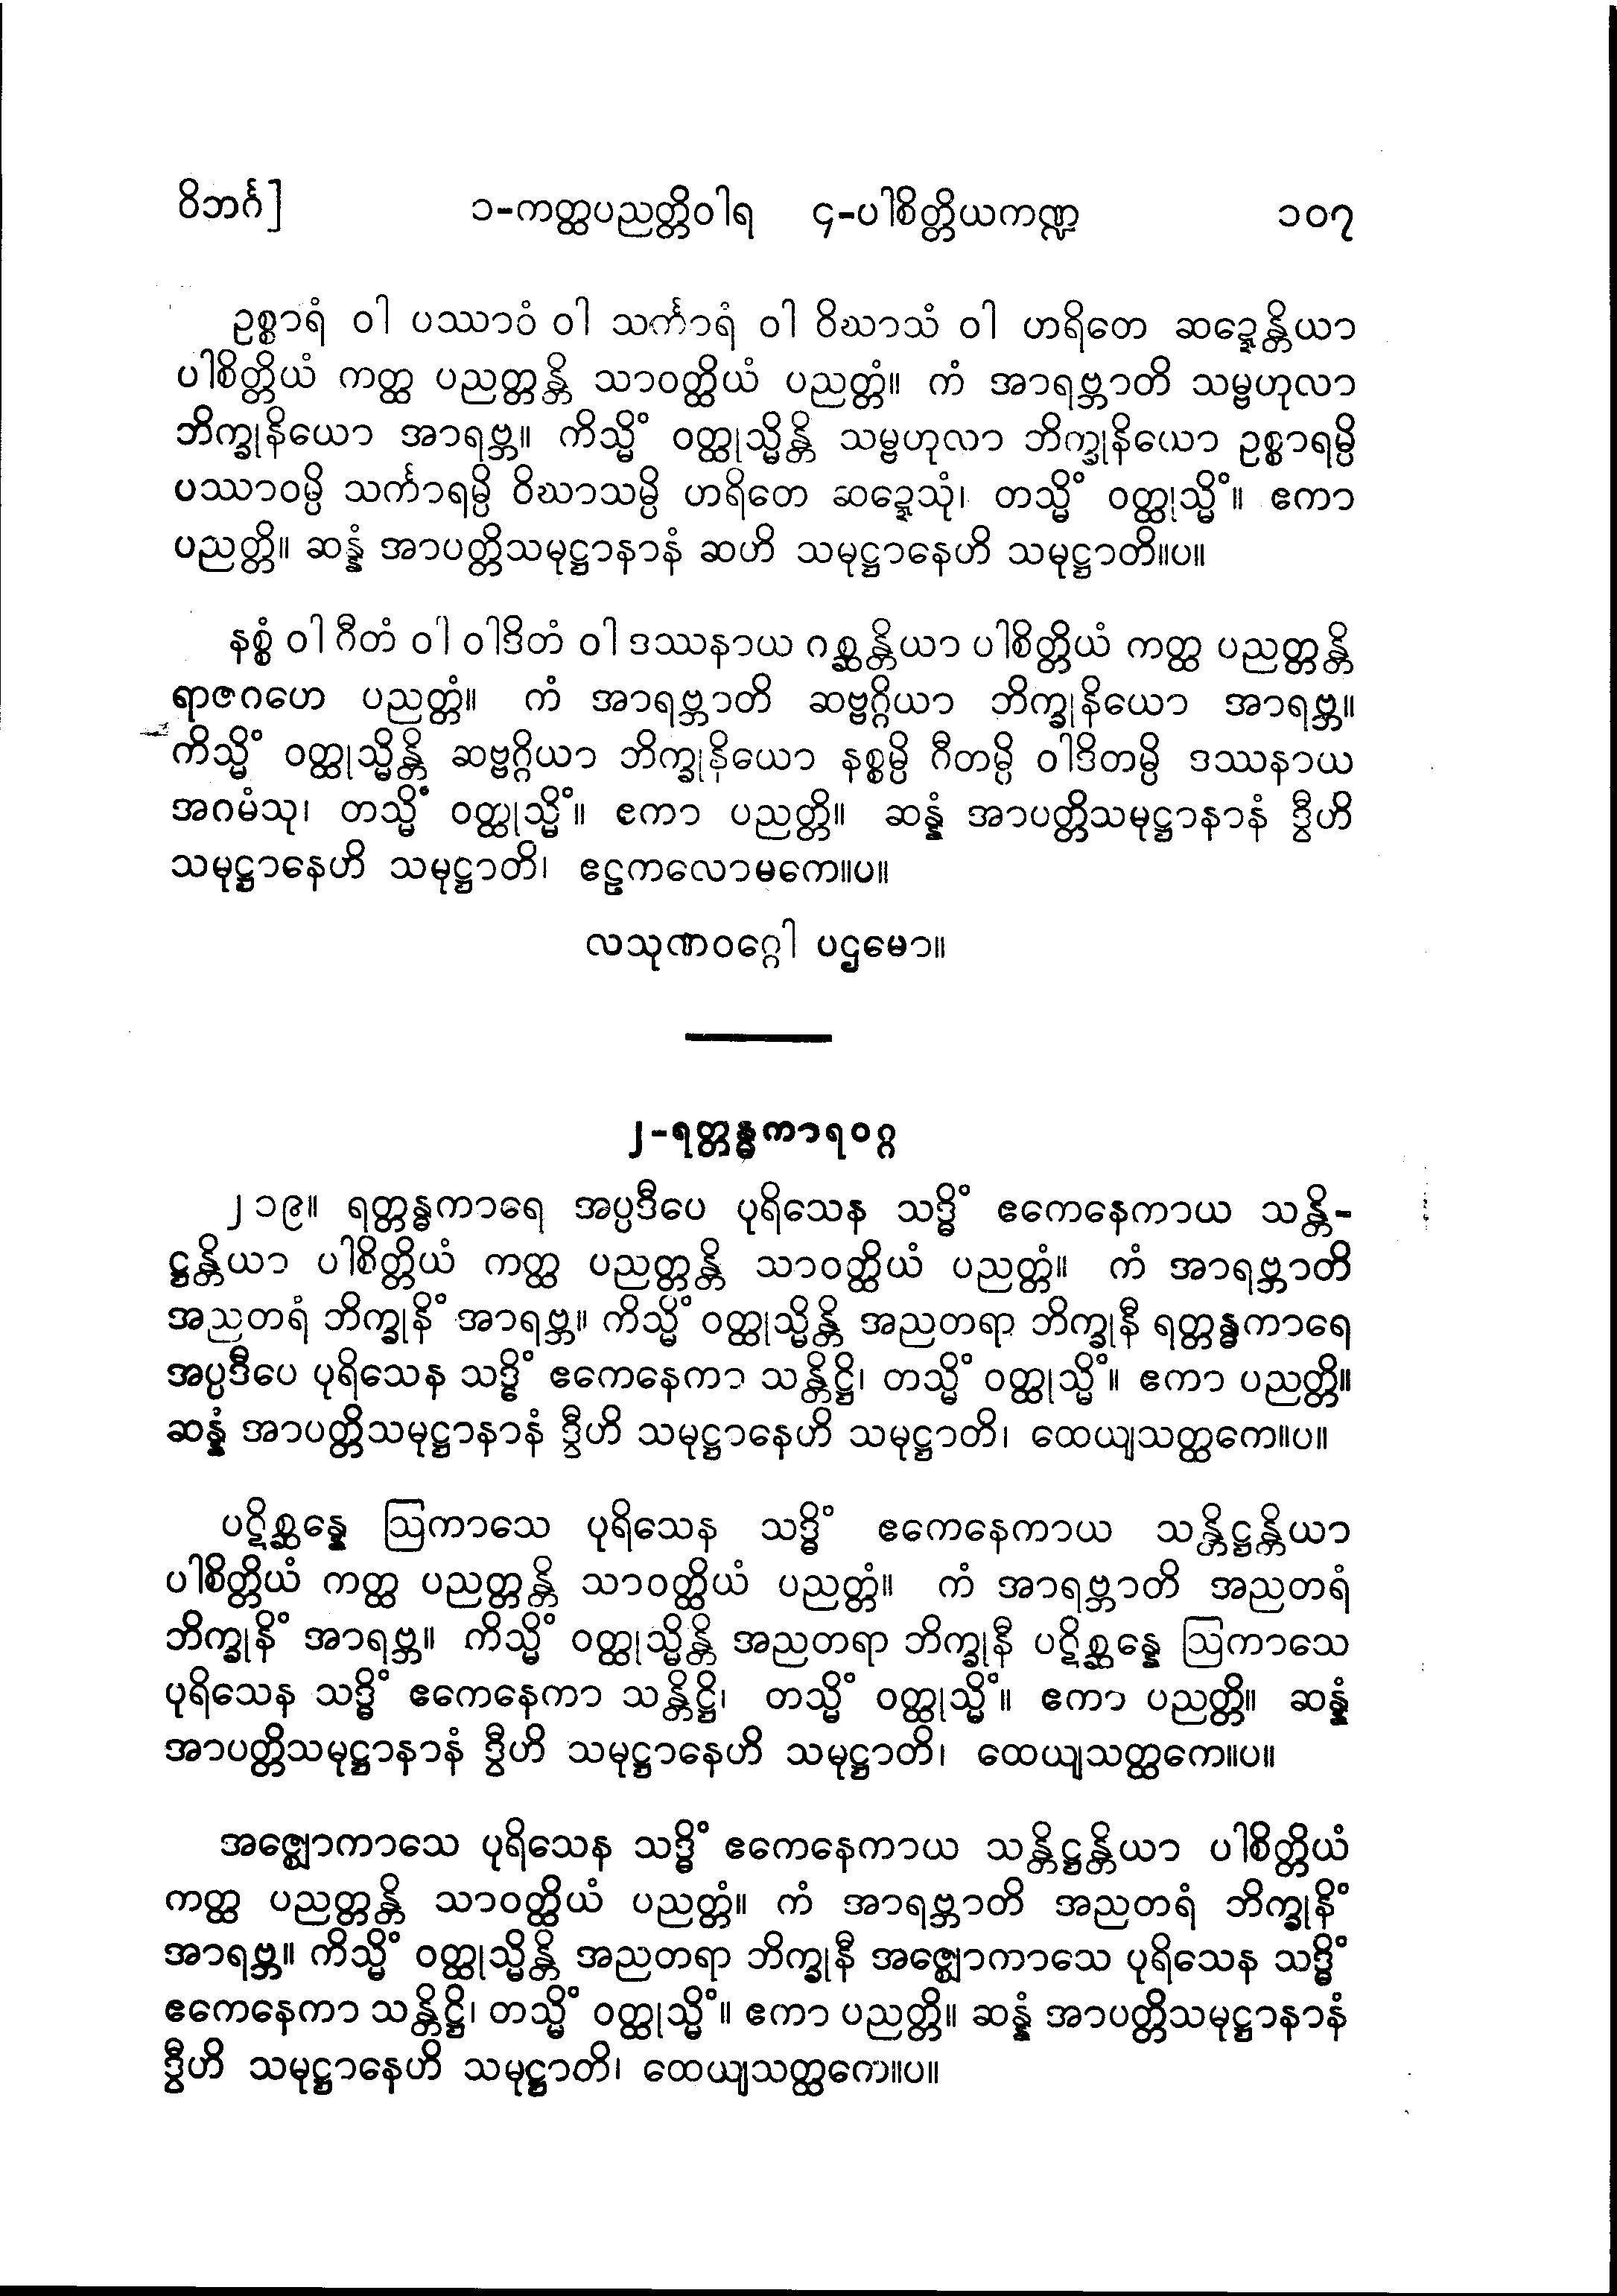 ဝိဘင်္ဂ] ၁-ကတ္ထပညတ္တိဝါရ ၄-ပါစိတ္တိယကဏ္ဍ ၁၀၇
ဥစ္စာရံ ဝါ ပဿာဝံ ဝါ သင်္ကာရံ ဝါ ဝိဃာသံ ဝါ ဟရိတေ ဆဍ္ဍေန္တိယာ
ပါစိတ္တိယံ ကတ္ထ ပညတ္တန္တိ သာဝတ္ထိယံ ပညတ္တံ။ ကံ အာရဗ္ဘာတိ သမ္ဗဟုလာ
ဘိက္ခုနိယော အာရဗ္ဘ။ ကိသ္မိံ ဝတ္ထုသ္မိန္တိ သမ္ဗဟုလာ ဘိက္ခုနိယော ဥစ္စာရမ္ပိ
ပဿာဝမ္ပိ သင်္ကာရမ္ပိ ဝိဃာသမ္ပိ ဟရိတေ ဆဍ္ဍေသုံ၊ တသ္မိံ ဝတ္ထုသ္မိံ။ ဧကာ
ပညတ္တိ။ ဆန္နံ အာပတ္တိသမုဋ္ဌာနာနံ ဆဟိ သမုဋ္ဌာနေဟိ သမုဋ္ဌာတိ။ပ။
နစ္စံ ဝါ ဂီတံ ဝါ ဝါဒိတံ ဝါ ဒဿနာယ ဂစ္ဆန္တိယာ ပါစိတ္တိယံ ကတ္ထ ပညတ္တန္တိ
ရာဇဂဟေ ပညတ္တံ။ ကံ အာရဗ္ဘာတိ ဆဗ္ဗဂ္ဂိယာ ဘိက္ခုနိယော အာရဗ္ဘ။
ကိသ္မိံ ဝတ္ထုသ္မိန္တိ ဆဗ္ဗဂ္ဂိယာ ဘိက္ခုနိယော နစ္စမ္ပိ ဂီတမ္ပိ ဝါဒိတမ္ပိ ဒဿနာယ
အဂမံသု၊ တသ္မိံ ဝတ္ထုသ္မိံ။ ဧကာ ပညတ္တိ။ ဆန္နံ အာပတ္တိသမုဋ္ဌာနာနံ ဒွီဟိ
သမုဋ္ဌာနေဟိ သမုဋ္ဌာတိ၊ ဧဠကလောမကေ။ပ။
လသုဏဝဂ္ဂေါ ပဌမော။
၂-ရတ္တန္ဓကာရဝဂ္ဂ
၂၁၉။ ရတ္တန္ဓကာရေ အပ္ပဒီပေ ပုရိသေန သဒ္ဓိံ ဧကေနေကာယ သန္တိ-
ဋ္ဌန္တိယာ ပါစိတ္တိယံ ကတ္ထ ပညတ္တန္တိ သာဝတ္ထိယံ ပညတ္တံ။ ကံ အာရဗ္ဘာတိ
အညတရံ ဘိက္ခုနိံ အာရဗ္ဘ။ ကိသ္မိံ ဝတ္ထုသ္မိန္တိ အညတရာ ဘိက္ခုနီ ရတ္တန္ဓကာရေ
အပ္ပဒီပေ ပုရိသေန သဒ္ဓိံ ဧကေနေကာ သန္တိဋ္ဌိ၊ တသ္မိံ ဝတ္ထုသ္မိံ။ ဧကာ ပညတ္တိ။
ဆန္နံ အာပတ္တိသမုဋ္ဌာနာနံ ဒွီဟိ သမုဋ္ဌာနေဟိ သမုဋ္ဌာတိ၊ ထေယျသတ္ထကေ။ပ။
ပဋိစ္ဆန္နေ ဩကာသေ ပုရိသေန သဒ္ဓိံ ဧကေနေကာယ သန္တိဋ္ဌန္တိယာ
ပါစိတ္တိယံ ကတ္ထ ပညတ္တန္တိ သာဝတ္ထိယံ ပညတ္တံ။ ကံ အာရဗ္ဘာတိ အညတရံ
ဘိက္ခုနိံ အာရဗ္ဘ။ ကိသ္မိံ ဝတ္ထုသ္မိန္တိ အညတရာ ဘိက္ခုနီ ပဋိစ္ဆန္နေ ဩကာသေ
ပုရိသေန သဒ္ဓိံ ဧကေနေကာ သန္တိဋ္ဌိ၊ တသ္မိံ ဝတ္ထုသ္မိံ။ ဧကာ ပညတ္တိ။ ဆန္နံ
အာပတ္တိသမုဋ္ဌာနာနံ ဒွီဟိ သမုဋ္ဌာနေဟိ သမုဋ္ဌာတိ၊ ထေယျသတ္ထကေ။ပ။
အဇ္ဈောကာသေ ပုရိသေန သဒ္ဓိံ ဧကေနေကာယ သန္တိဋ္ဌန္တိယာ ပါစိတ္တိယံ
ကတ္ထ ပညတ္တန္တိ သာဝတ္ထိယံ ပညတ္တံ။ ကံ အာရဗ္ဘာတိ အညတရံ ဘိက္ခုနိံ
အာရဗ္ဘ။ ကိသ္မိံ ဝတ္ထုသ္မိန္တိ အညတရာ ဘိက္ခုနီ အဇ္ဈောကာသေ ပုရိသေန သဒ္ဓိံ
ဧကေနေကာ သန္တိဋ္ဌိ၊ တသ္မိံ ဝတ္ထုသ္မိံ။ ဧကာ ပညတ္တိ။ ဆန္နံ အာပတ္တိသမုဋ္ဌာနာနံ
ဒွီဟိ သမုဋ္ဌာနေဟိ သမုဋ္ဌာတိ၊ ထေယျသတ္ထကေ။ပ။